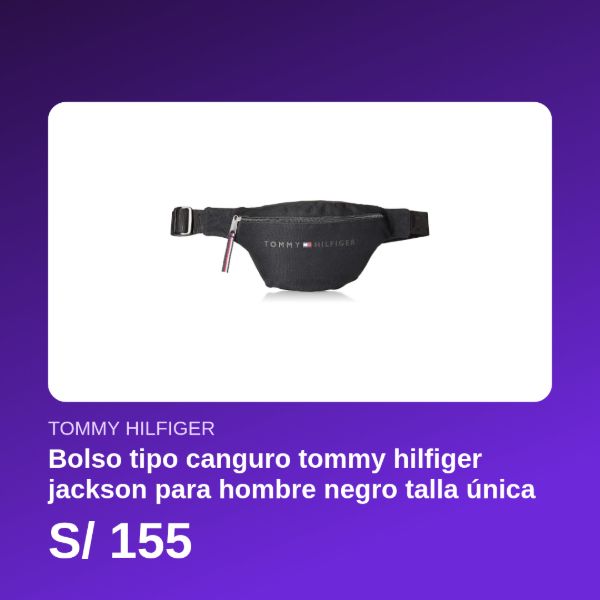 TOMMY HILFIGER
TOMMY HILFIGER
Bolso tipo canguro tommy hilfiger
jackson para hombre negro talla única
S/ 155